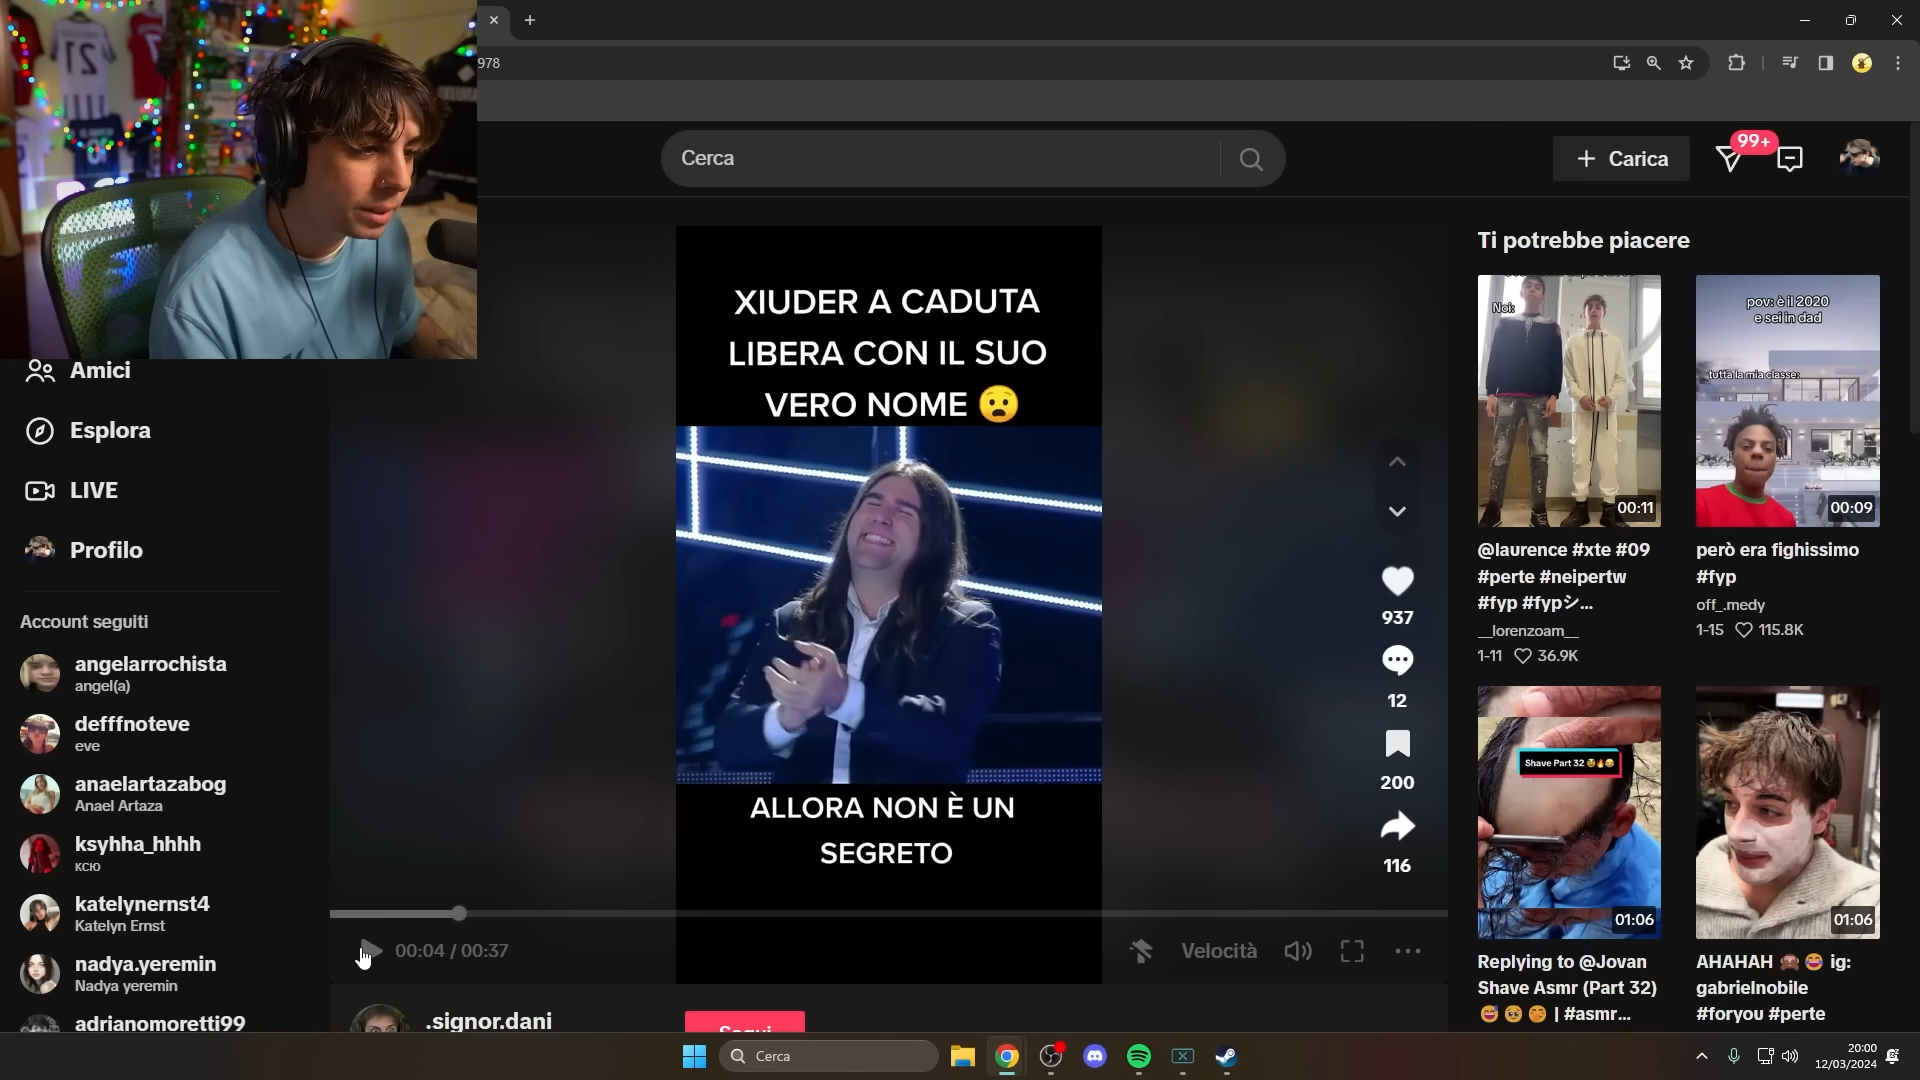 21
978
Cerca
Carica
99+
XIUDER A CADUTA
LIBERA CON IL SUO
VERO NOME 😧
ALLORA NON È UN
SEGRETO
Amici
Esplora
LIVE
Profilo
Account seguiti
angelarrochista
angel(a)
defffnoteve
eve
anaelartazabog
Anael Artaza
ksyhha_hhhh
ксю
katelynernst4
Katelyn Ernst
nadya.yeremin
Nadya yeremin
adrianomoretti99
937
12
200
116
00:04 / 00:37
Velocità
.signor.dani
Segui
Ti potrebbe piacere
Noi:
00:11
@laurence #xte #09
#perte #neipertw
#fyp #fypシ...
__lorenzoam__
1-11 36.9K
pov: è il 2020
e sei in dad
tutta la mia classe:
00:09
però era fighissimo
#fyp
off_.medy
1-15 115.8K
Shave Part 32
01:06
Replying to @Jovan
Shave Asmr (Part 32)
| #asmr...
01:06
AHAHAH 🙈 😂 ig:
gabrielnobile
#foryou #perte
Cerca
20:00
12/03/2024